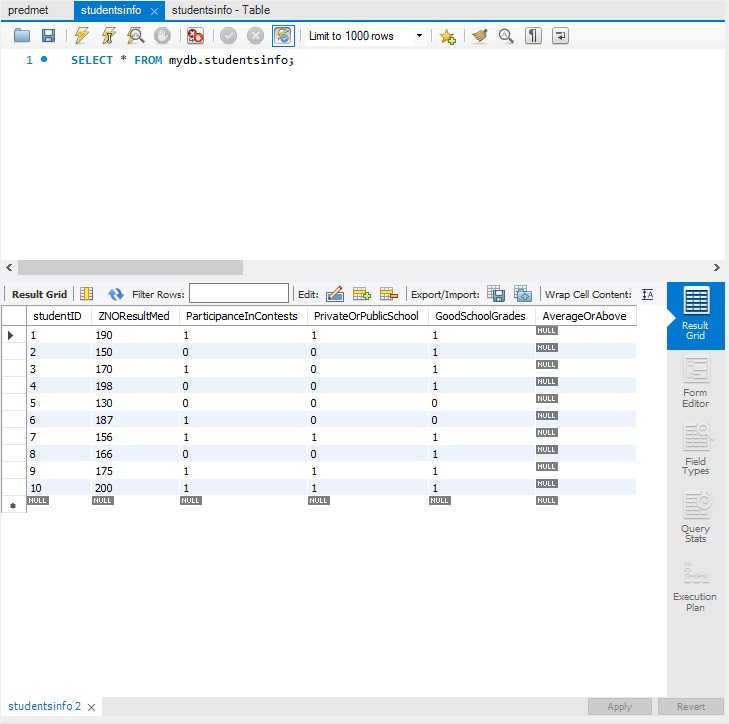 predmet studentsinfo studentsinfo - Table
Limit to 1000 rows
1 SELECT * FROM mydb.studentsinfo;
Result Grid Filter Rows: Edit: Export/Import: Wrap Cell Content:
studentID ZNOResultMed ParticipanceInContests PrivateOrPublicSchool GoodSchoolGrades AverageOrAbove
1 190 1 1 1 NULL
2 150 0 0 1 NULL
3 170 1 0 1 NULL
4 198 0 0 1 NULL
5 130 0 0 0 NULL
6 187 1 0 0 NULL
7 156 1 1 1 NULL
8 166 0 0 1 NULL
9 175 1 1 1 NULL
10 200 1 1 1 NULL
NULL NULL NULL NULL NULL NULL
Result
Grid
Form
Editor
Field
Types
Query
Stats
Execution
Plan
studentsinfo 2 Apply Revert